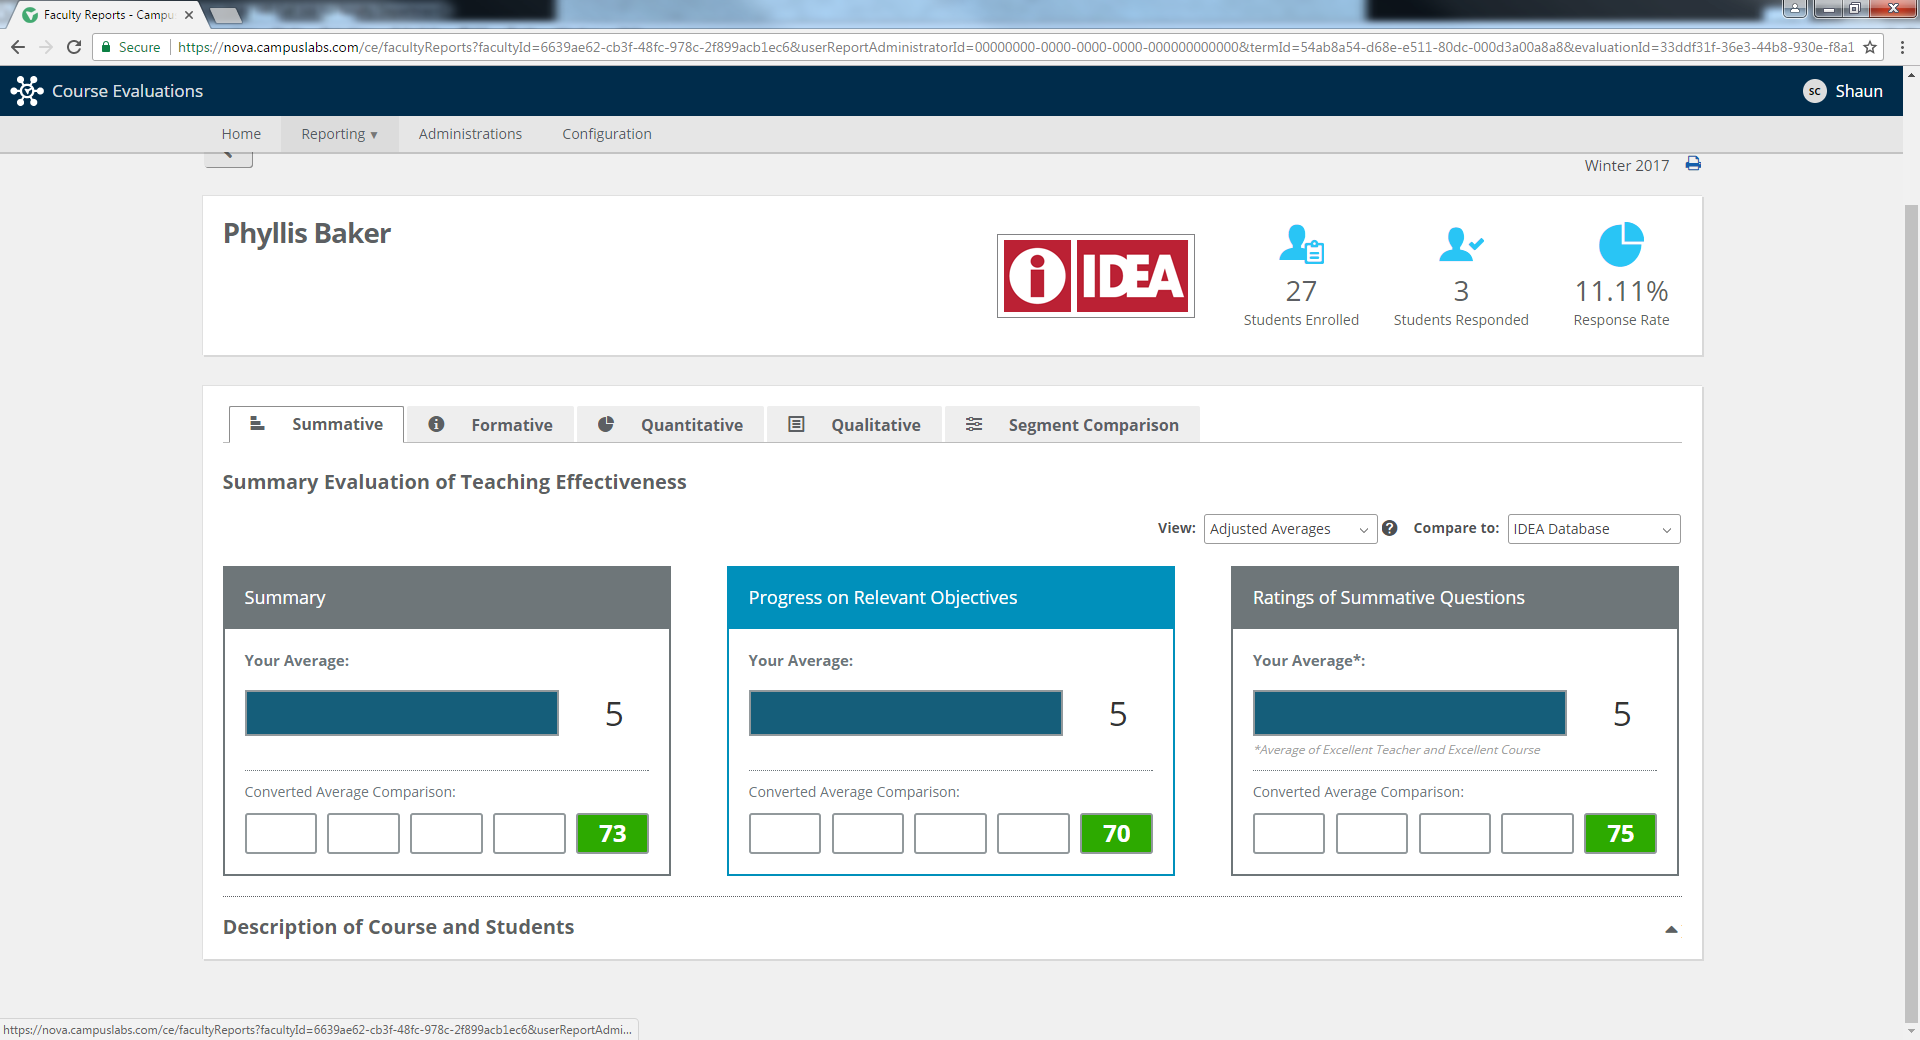 Faculty Reports - Campu
Secure
https://nova.campuslabs.com/ce/facultyReports?facultyId=6639ae62-cb3f-48fc-978c-2f899acb1ec6&userReportAdministratorId=00000000-0000-0000-0000-000000000000&termId=54ab8a54-d68e-e511-80dc-000d3a00a8a8&evaluationId=33ddf31f-36e3-44b8-930e-f8a1
Course Evaluations
SC Shaun
Home Reporting Administrations Configuration
Winter 2017
Phyllis Baker
i IDEA
27
Students Enrolled
3
Students Responded
11.11%
Response Rate
Summative Formative Quantitative Qualitative Segment Comparison
Summary Evaluation of Teaching Effectiveness
View: Adjusted Averages ? Compare to: IDEA Database
Summary
Your Average:
5
Converted Average Comparison:
73
Progress on Relevant Objectives
Your Average:
5
Converted Average Comparison:
70
Ratings of Summative Questions
Your Average*:
5
*Average of Excellent Teacher and Excellent Course
Converted Average Comparison:
75
Description of Course and Students
https://nova.campuslabs.com/ce/facultyReports?facultyId=6639ae62-cb3f-48fc-978c-2f899acb1ec6&userReportAdmi...